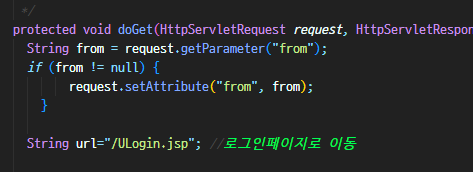 */
protected void doGet(HttpServletRequest request, HttpServletRespon
String from = request.getParameter("from");
if (from != null) {
request.setAttribute("from", from);
}
String url="/ULogin.jsp"; //로그인페이지로 이동